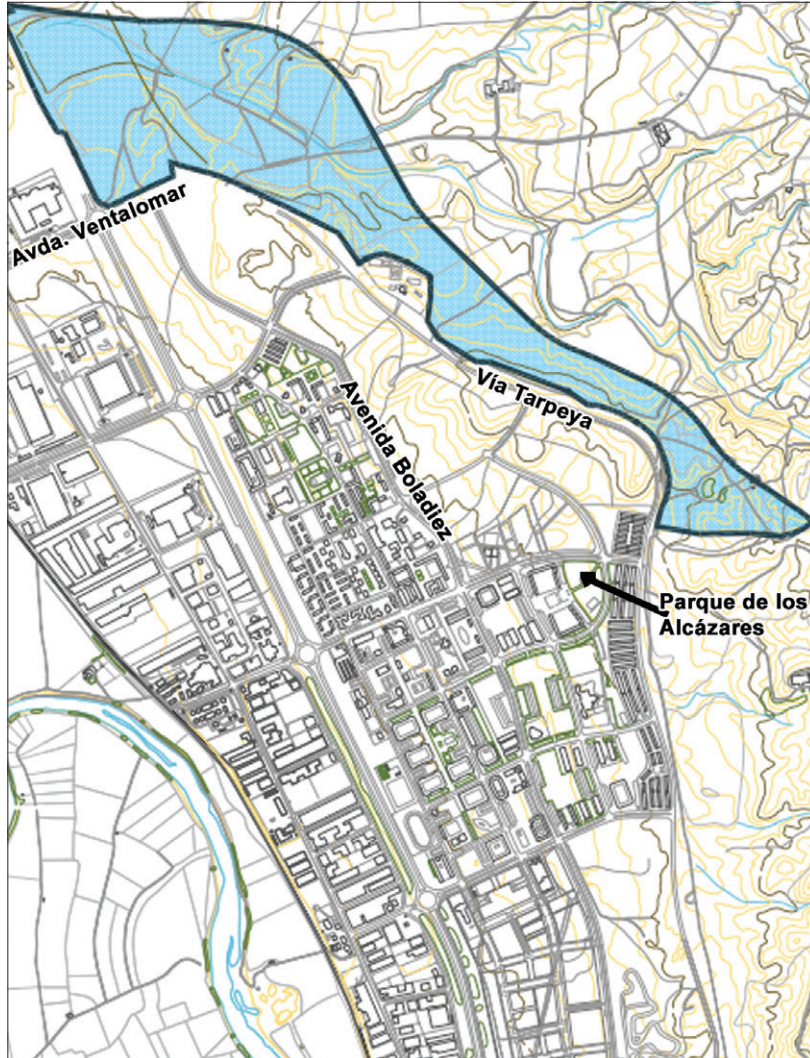 Avda. Ventalomar
Avenida Boladiez
Vía Tarpeya
Parque de los
Alcázares